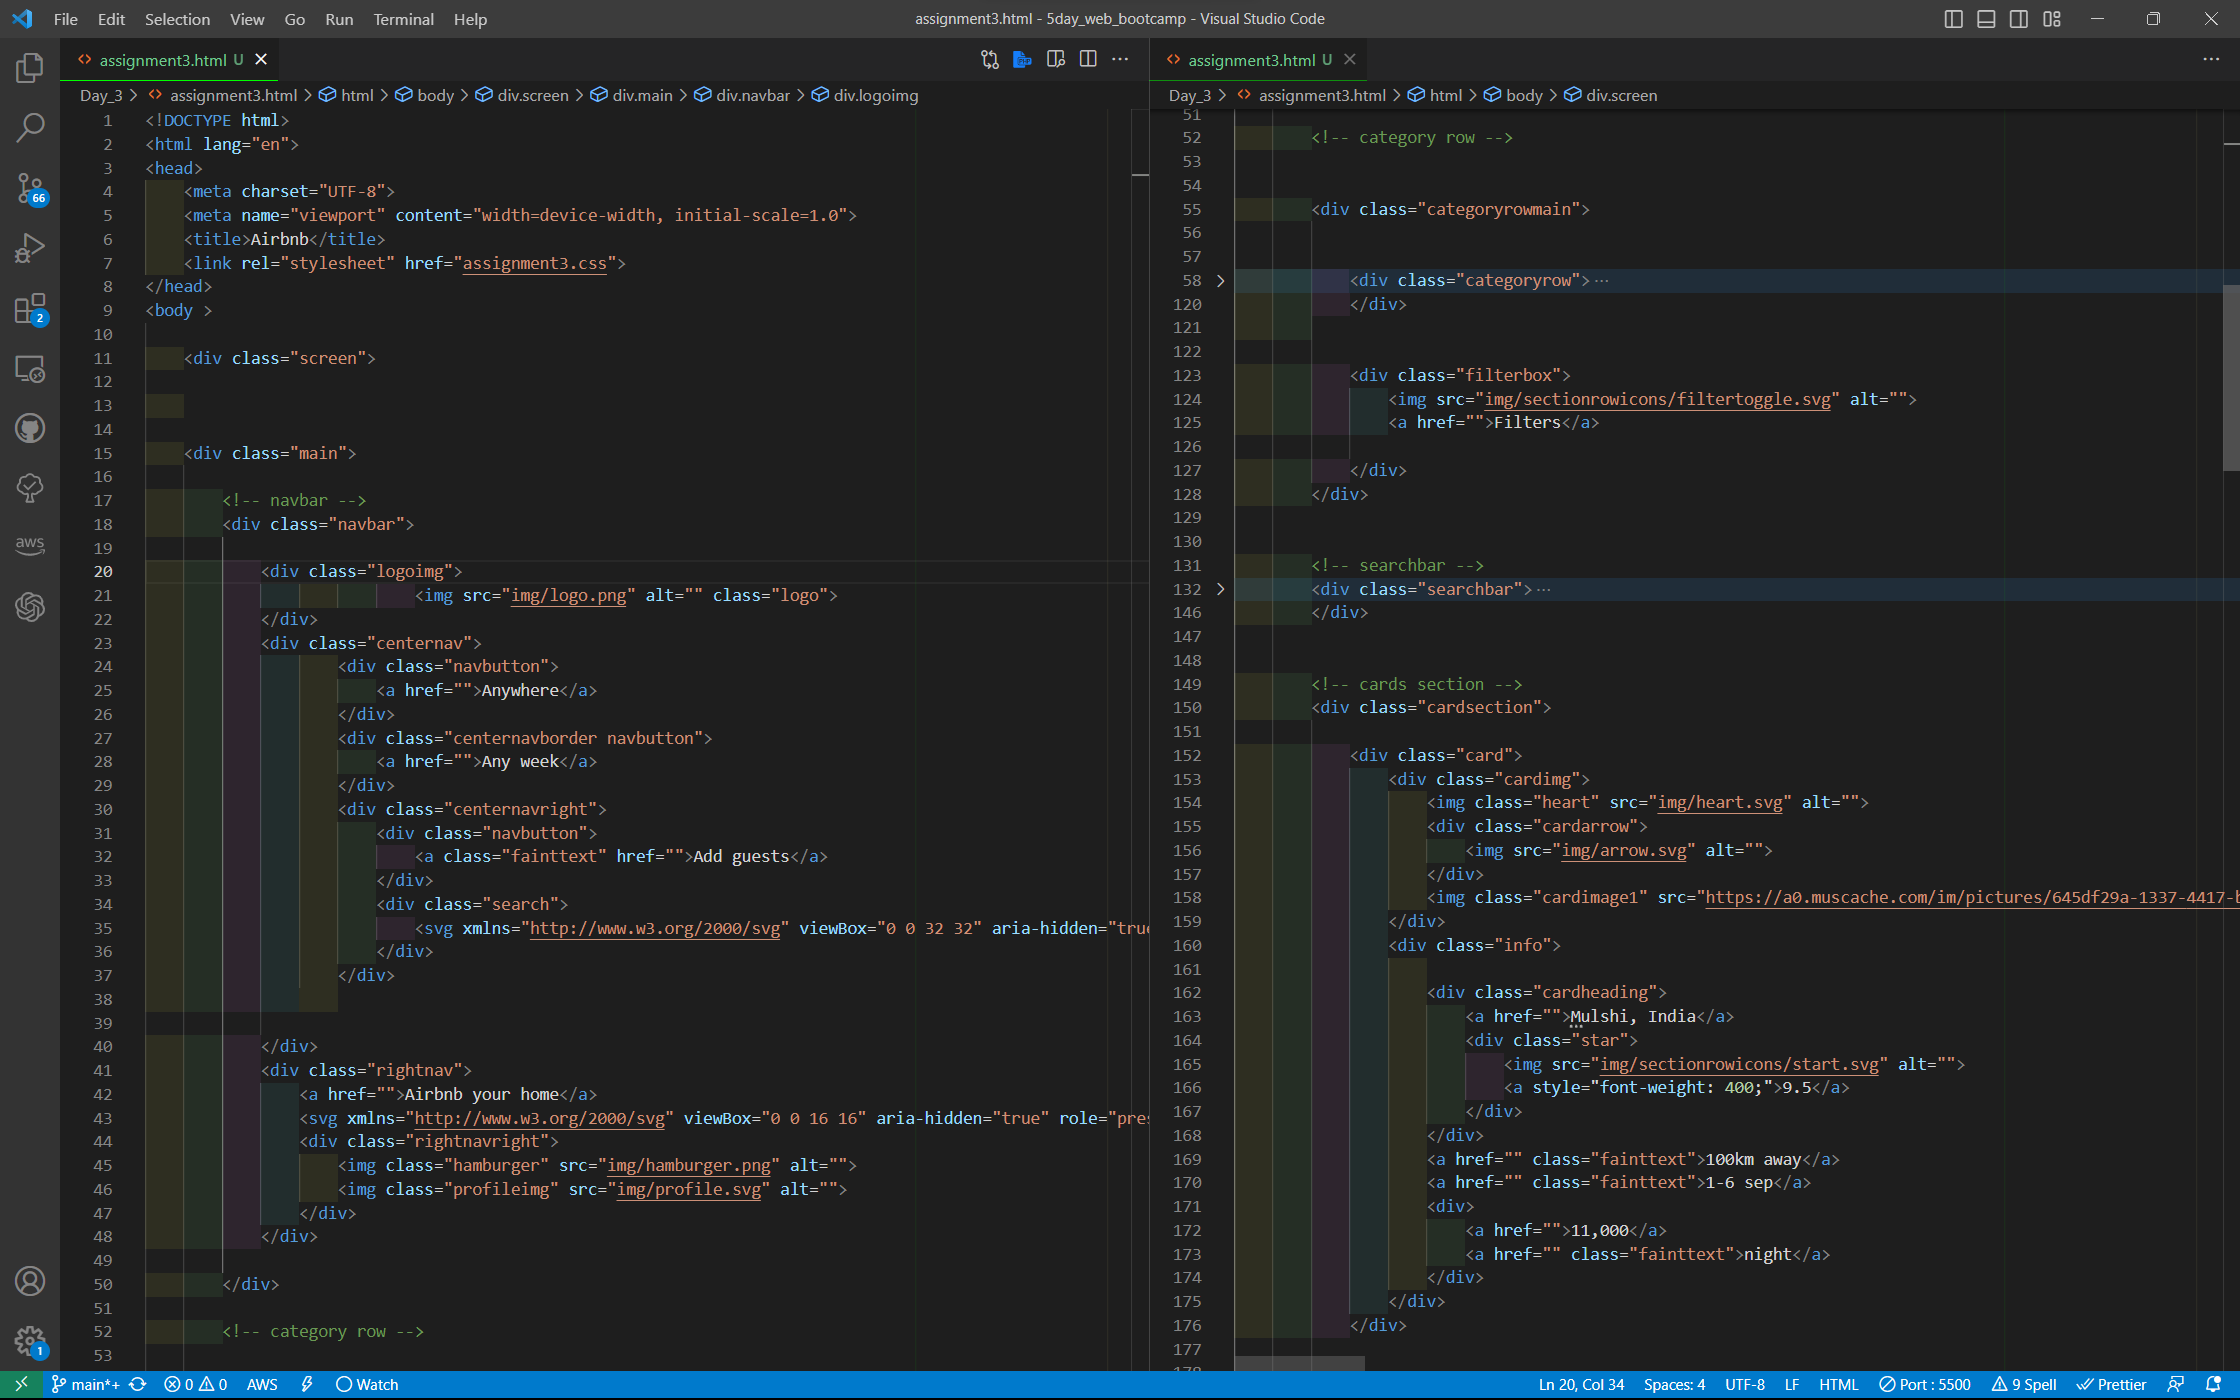 File Edit Selection View Go Run Terminal Help
assignment3.html - 5day_web_bootcamp - Visual Studio Code
assignment3.html U
Day_3 > assignment3.html > html > body > div.screen > div.main > div.navbar > div.logoimg
1 <!DOCTYPE html>
2 <html lang="en">
3 <head>
4 <meta charset="UTF-8">
5 <meta name="viewport" content="width=device-width, initial-scale=1.0">
6 <title>Airbnb</title>
7 <link rel="stylesheet" href="assignment3.css">
8 </head>
9 <body >
10
11 <div class="screen">
12
13
14
15 <div class="main">
16
17 <!-- navbar -->
18 <div class="navbar">
19
20 <div class="logoimg">
21 <img src="img/logo.png" alt="" class="logo">
22 </div>
23 <div class="centernav">
24 <div class="navbutton">
25 <a href="">Anywhere</a>
26 </div>
27 <div class="centernavborder navbutton">
28 <a href="">Any week</a>
29 </div>
30 <div class="centernavright">
31 <div class="navbutton">
32 <a class="fainttext" href="">Add guests</a>
33 </div>
34 <div class="search">
35 <svg xmlns="http://www.w3.org/2000/svg" viewBox="0 0 32 32" aria-hidden="true
36 </div>
37 </div>
38
39
40 </div>
41 <div class="rightnav">
42 <a href="">Airbnb your home</a>
43 <svg xmlns="http://www.w3.org/2000/svg" viewBox="0 0 16 16" aria-hidden="true" role="pres
44 <div class="rightnavright">
45 <img class="hamburger" src="img/hamburger.png" alt="">
46 <img class="profileimg" src="img/profile.svg" alt="">
47 </div>
48 </div>
49
50 </div>
51
52 <!-- category row -->
53
assignment3.html U
Day_3 > assignment3.html > html > body > div.screen
51
52 <!-- category row -->
53
54
55 <div class="categoryrowmain">
56
57
58 <div class="categoryrow">···
120 </div>
121
122
123 <div class="filterbox">
124 <img src="img/sectionrowicons/filtertoggle.svg" alt="">
125 <a href="">Filters</a>
126
127 </div>
128 </div>
129
130
131 <!-- searchbar -->
132 <div class="searchbar">···
146 </div>
147
148
149 <!-- cards section -->
150 <div class="cardsection">
151
152 <div class="card">
153 <div class="cardimg">
154 <img class="heart" src="img/heart.svg" alt="">
155 <div class="cardarrow">
156 <img src="img/arrow.svg" alt="">
157 </div>
158 <img class="cardimage1" src="https://a0.muscache.com/im/pictures/645df29a-1337-4417-b
159 </div>
160 <div class="info">
161
162 <div class="cardheading">
163 <a href="">Mulshi, India</a>
164 <div class="star">
165 <img src="img/sectionrowicons/start.svg" alt="">
166 <a style="font-weight: 400;">9.5</a>
167 </div>
168 </div>
169 <a href="" class="fainttext">100km away</a>
170 <a href="" class="fainttext">1-6 sep</a>
171 <div>
172 <a href="">11,000</a>
173 <a href="" class="fainttext">night</a>
174 </div>
175 </div>
176 </div>
177
178
66
2
aws
1
main*+ 0 0 AWS Watch
Ln 20, Col 34 Spaces: 4 UTF-8 LF HTML Port : 5500 9 Spell Prettier